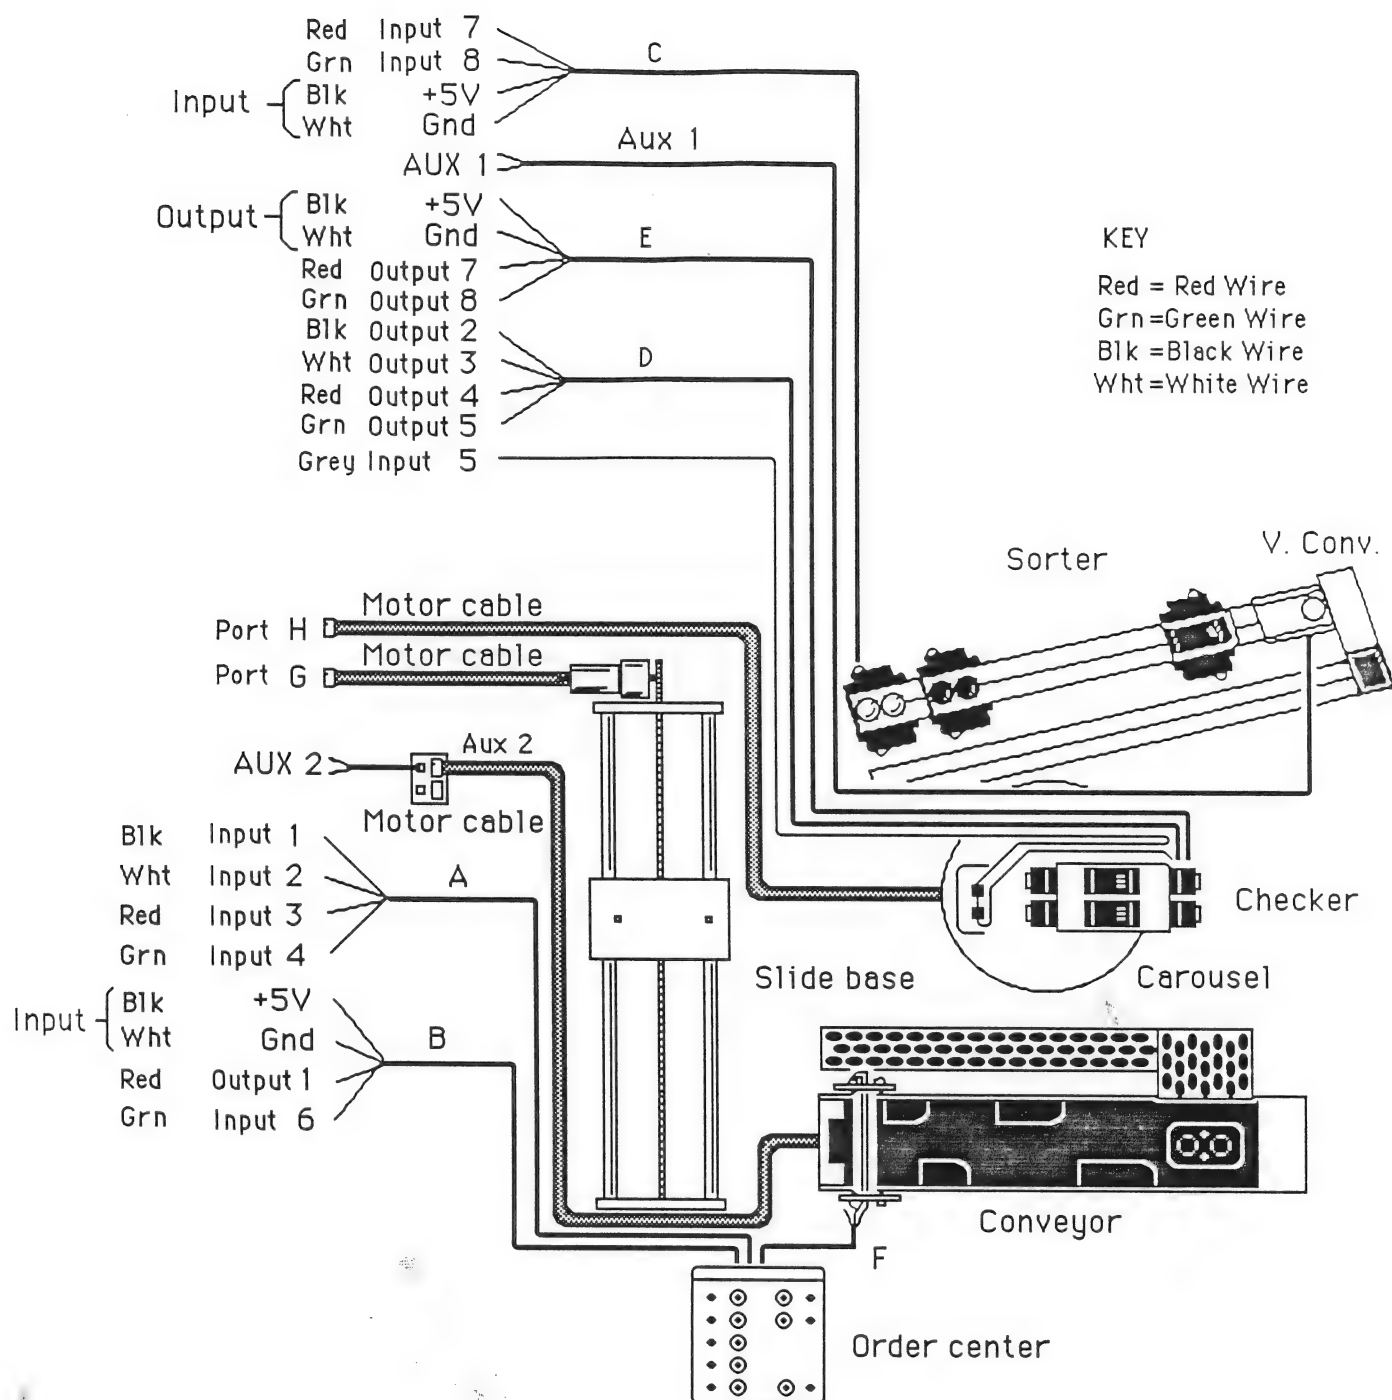 Red Input 7
C
Grn Input 8
Input
Blk +5V
Wht Gnd
Aux 1
AUX 1
Output
Blk +5V
Wht Gnd
E
Red Output 7
Grn Output 8
Blk Output 2
Wht Output 3
D
Red Output 4
Grn Output 5
Grey Input 5
KEY
Red = Red Wire
Grn =Green Wire
Blk =Black Wire
Wht =White Wire
Sorter
V. Conv.
Motor cable
Port H
Motor cable
Port G
Aux 2
AUX 2
Motor cable
Blk Input 1
Wht Input 2
A
Red Input 3
Grn Input 4
Checker
Slide base
Carousel
Input
Blk +5V
Wht Gnd
B
Red Output 1
Grn Input 6
Conveyor
F
Order center